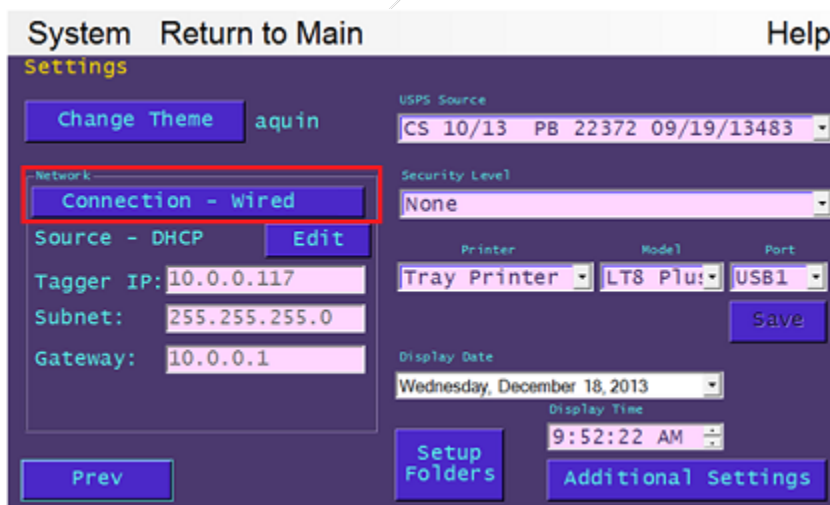 System Return to Main Help
Settings
Change Theme aquin
USPS Source
CS 10/13 PB 22372 09/19/13483
Network
Connection - Wired
Security Level
None
Source - DHCP Edit
Printer Model Port
Tagger IP: 10.0.0.117
Tray Printer LT8 Plus USB1
Subnet: 255.255.255.0
Save
Gateway: 10.0.0.1
Display Date
Wednesday, December 18, 2013
Display Time
9:52:22 AM
Setup
Folders
Prev
Additional Settings